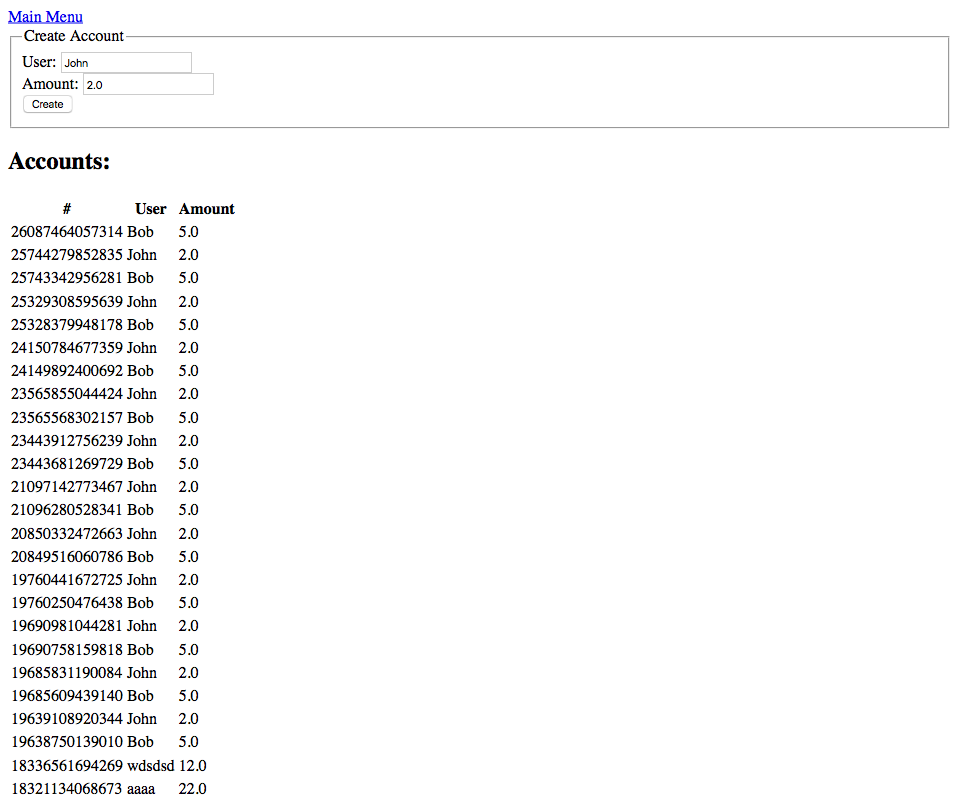 Main Menu
Create Account
User: John
Amount: 2.0
Create
Accounts:
# User Amount
26087464057314 Bob 5.0
25744279852835 John 2.0
25743342956281 Bob 5.0
25329308595639 John 2.0
25328379948178 Bob 5.0
24150784677359 John 2.0
24149892400692 Bob 5.0
23565855044424 John 2.0
23565568302157 Bob 5.0
23443912756239 John 2.0
23443681269729 Bob 5.0
21097142773467 John 2.0
21096280528341 Bob 5.0
20850332472663 John 2.0
20849516060786 Bob 5.0
19760441672725 John 2.0
19760250476438 Bob 5.0
19690981044281 John 2.0
19690758159818 Bob 5.0
19685831190084 John 2.0
19685609439140 Bob 5.0
19639108920344 John 2.0
19638750139010 Bob 5.0
18336561694269 wdsdsd 12.0
18321134068673 aaaa 22.0